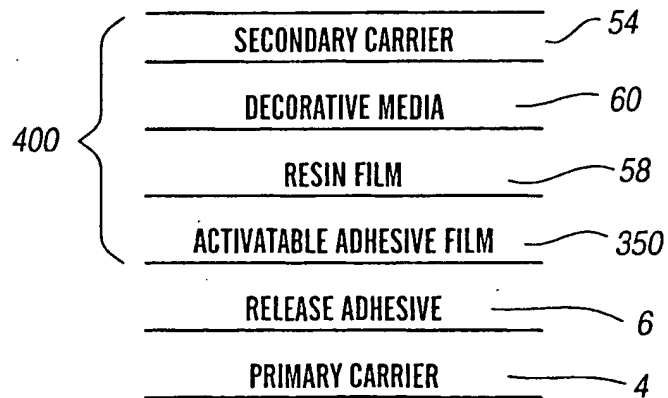 SECONDARY CARRIER 54
DECORATIVE MEDIA 60
400
RESIN FILM 58
ACTIVATABLE ADHESIVE FILM 350
RELEASE ADHESIVE 6
PRIMARY CARRIER 4